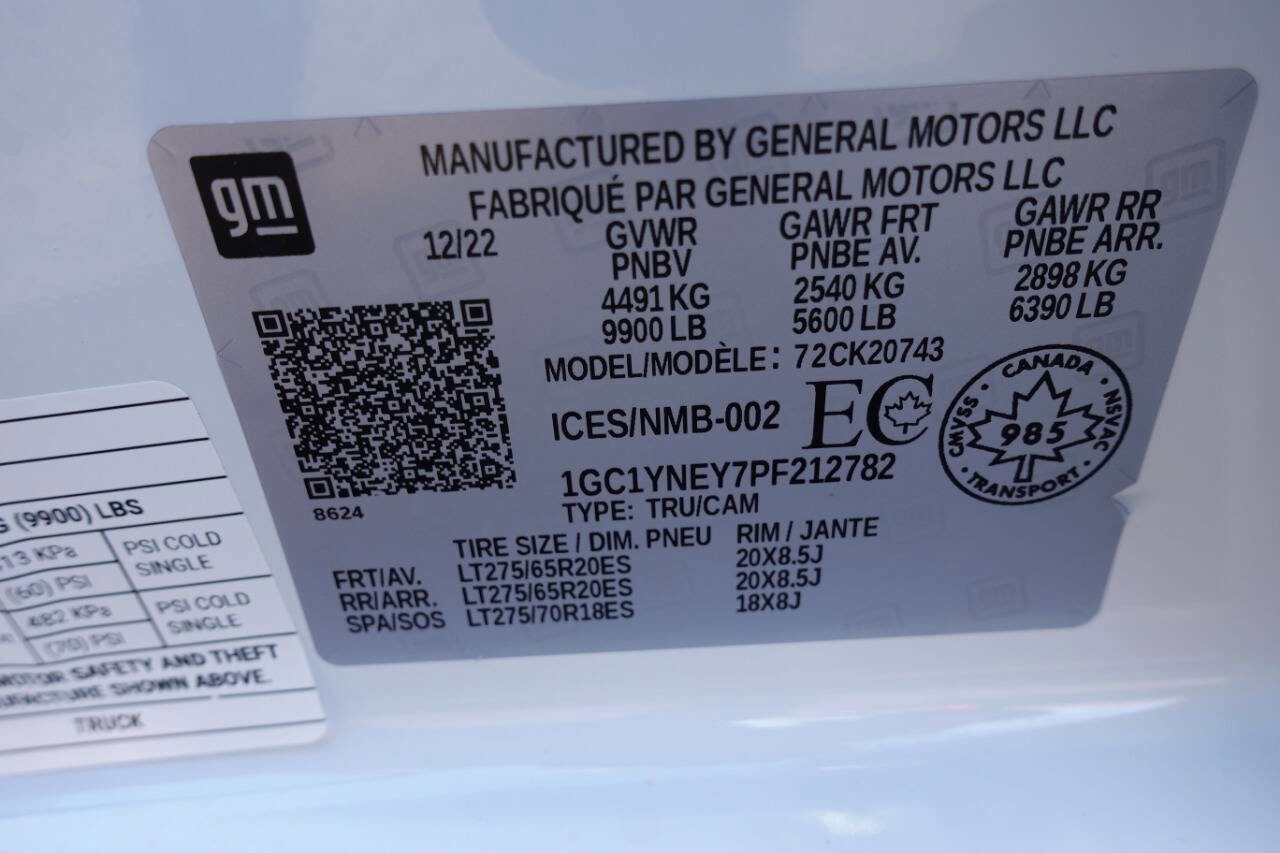 gm
MANUFACTURED BY GENERAL MOTORS LLC
FABRIQUÉ PAR GENERAL MOTORS LLC
12/22 GVWR GAWR FRT GAWR RR
PNBV PNBE AV. PNBE ARR.
4491 KG 2540 KG 2898 KG
9900 LB 5600 LB 6390 LB
MODEL/MODÈLE: 72CK20743
ICES/NMB-002 EC
CANADA
CMVSS 985 NSVAC
TRANSPORT
1GC1YNEY7PF212782
TYPE: TRU/CAM
8624
TIRE SIZE / DIM. PNEU RIM / JANTE
FRT/AV. LT275/65R20ES 20X8.5J
RR/ARR. LT275/65R20ES 20X8.5J
SPA/SOS LT275/70R18ES 18X8J
(9900) LBS
KPa PSI COLD
(60) PSI SINGLE
482 KPa PSI COLD
(70) PSI SINGLE
SAFETY AND THEFT
SHOWN ABOVE.
TRUCK